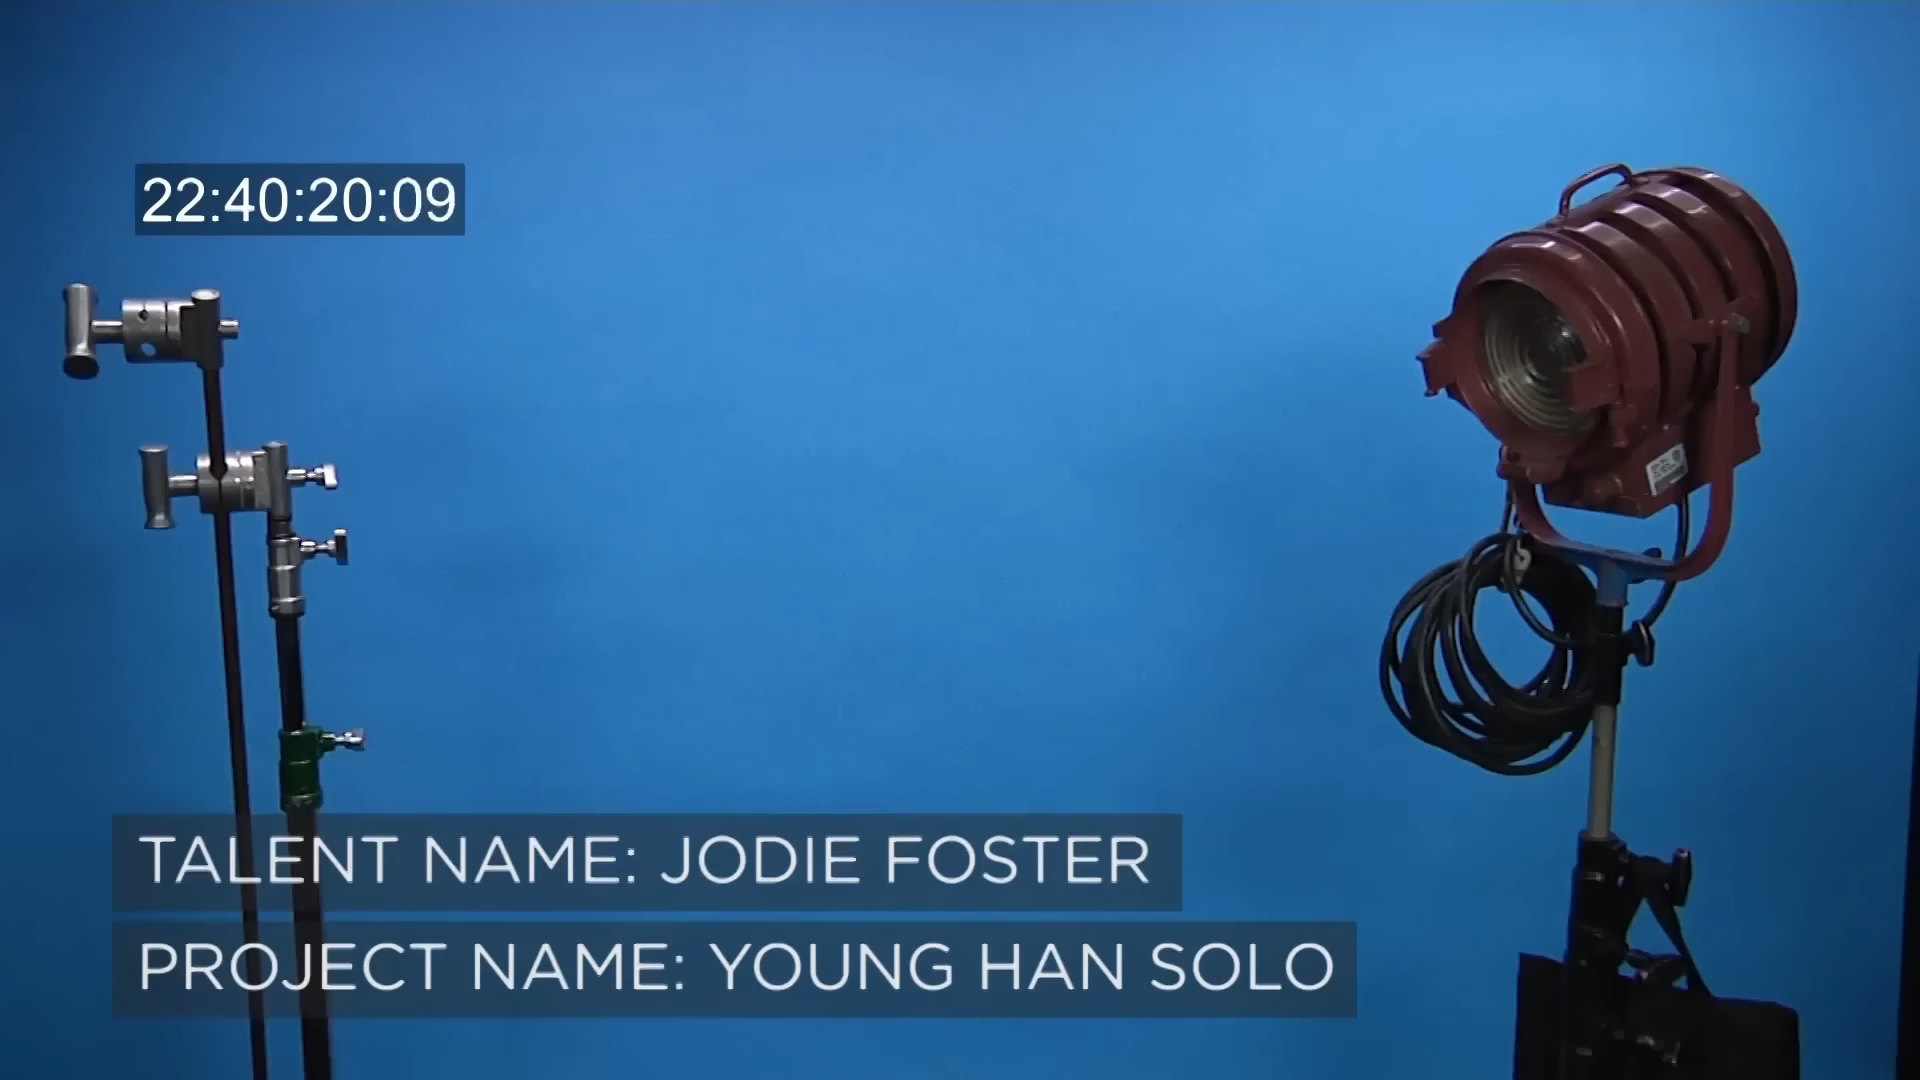 22:40:20:09
TALENT NAME: JODIE FOSTER
PROJECT NAME: YOUNG HAN SOLO